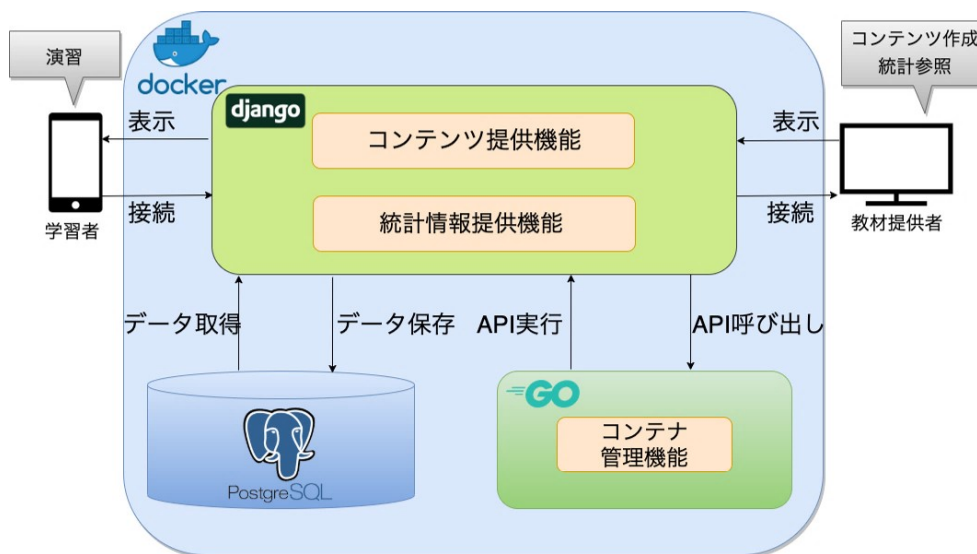 演習
docker
django
コンテンツ作成
統計参照
表示
コンテンツ提供機能
表示
接続
統計情報提供機能
接続
学習者
教材提供者
データ取得
データ保存
API実行
API呼び出し
GO
コンテナ
管理機能
PostgreSQL